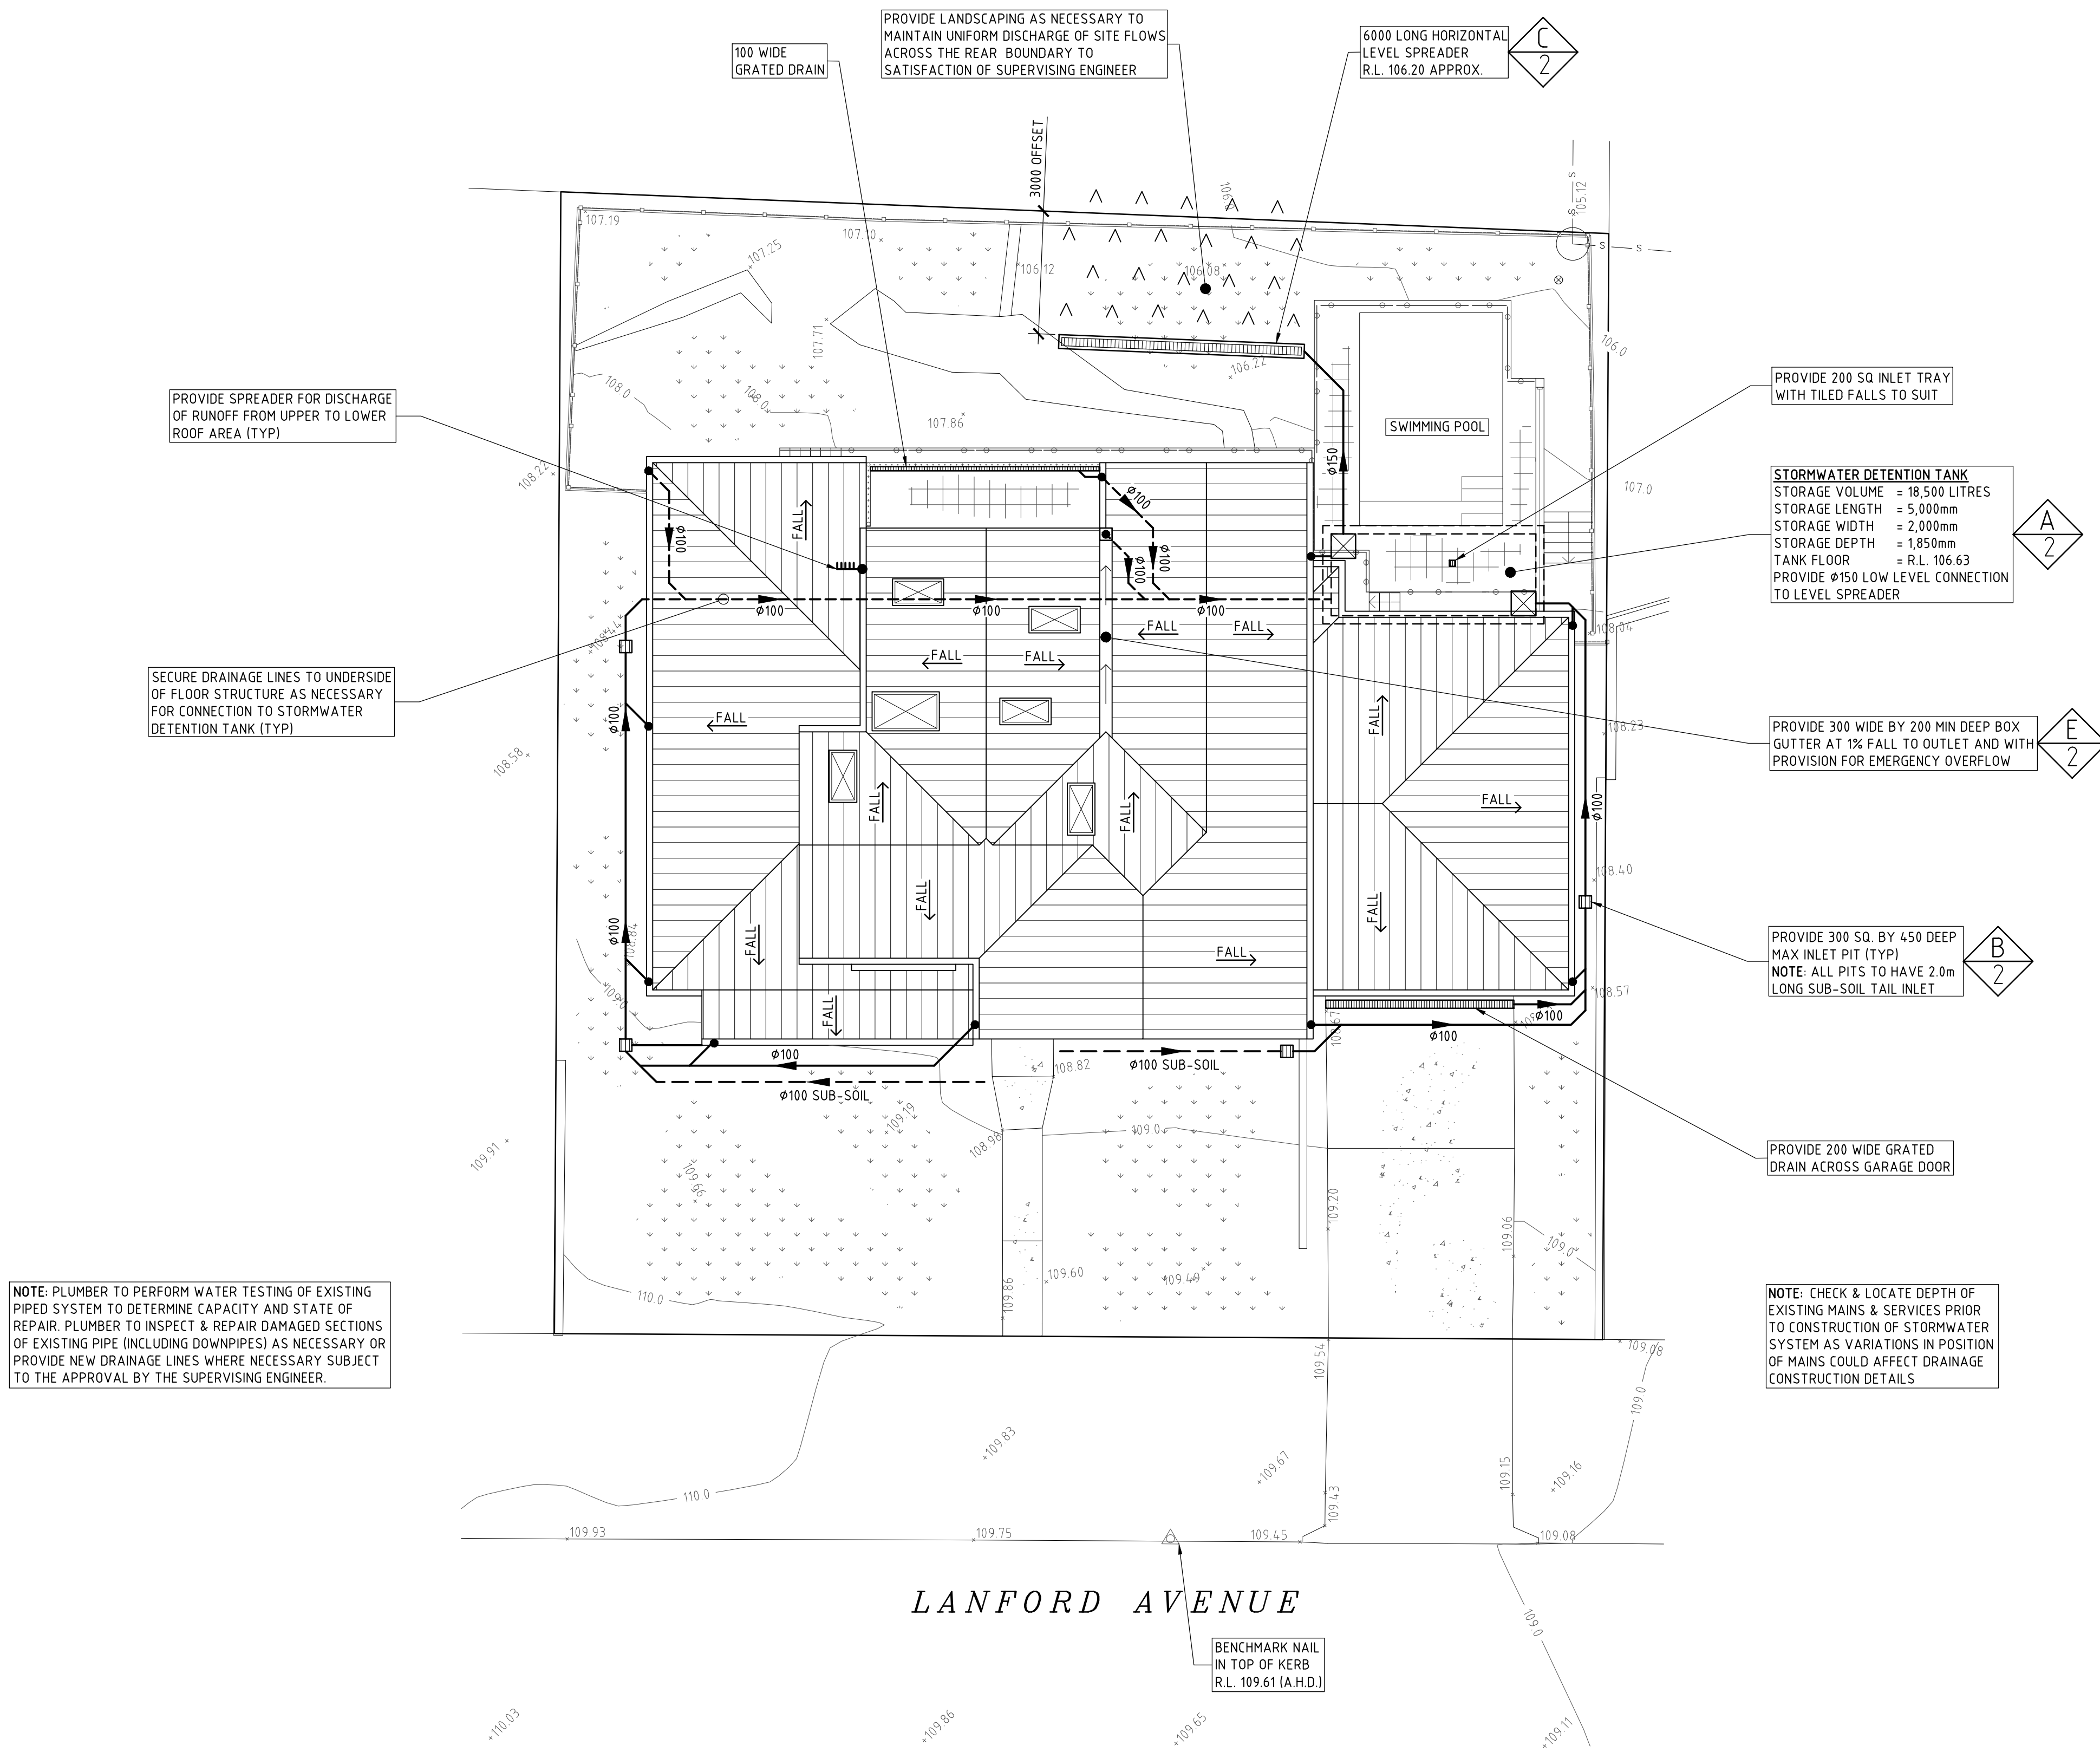 PROVIDE LANDSCAPING AS NECESSARY TO
MAINTAIN UNIFORM DISCHARGE OF SITE FLOWS
ACROSS THE REAR BOUNDARY TO
SATISFACTION OF SUPERVISING ENGINEER
100 WIDE
GRATED DRAIN
6000 LONG HORIZONTAL
LEVEL SPREADER
R.L. 106.20 APPROX.
C
2
3000 OFFSET
S
105.12
S
S
S
107.19
107.25
107.10
106.12
106.08
106.0
107.71
106.22
108.0
108.0
107.86
106.0
PROVIDE SPREADER FOR DISCHARGE
OF RUNOFF FROM UPPER TO LOWER
ROOF AREA (TYP)
SWIMMING POOL
PROVIDE 200 SQ INLET TRAY
WITH TILED FALLS TO SUIT
STORMWATER DETENTION TANK
STORAGE VOLUME = 18,500 LITRES
STORAGE LENGTH = 5,000mm
STORAGE WIDTH = 2,000mm
STORAGE DEPTH = 1,850mm
TANK FLOOR = R.L. 106.63
PROVIDE Ø150 LOW LEVEL CONNECTION
TO LEVEL SPREADER
A
2
108.22
Ø150
107.0
Ø100
FALL
Ø100
Ø100
Ø100
Ø100
Ø100
Ø100
108.44
108.04
FALL
FALL
FALL
FALL
SECURE DRAINAGE LINES TO UNDERSIDE
OF FLOOR STRUCTURE AS NECESSARY
FOR CONNECTION TO STORMWATER
DETENTION TANK (TYP)
Ø100
FALL
FALL
108.23
PROVIDE 300 WIDE BY 200 MIN DEEP BOX
GUTTER AT 1% FALL TO OUTLET AND WITH
PROVISION FOR EMERGENCY OVERFLOW
E
2
108.58
FALL
FALL
FALL
Ø100
108.40
FALL
FALL
Ø100
108.84
FALL
FALL
PROVIDE 300 SQ. BY 450 DEEP
MAX INLET PIT (TYP)
NOTE: ALL PITS TO HAVE 2.0m
LONG SUB-SOIL TAIL INLET
B
2
109.0
FALL
108.57
Ø100
108.67
Ø100
Ø100
Ø100 SUB-SOIL
Ø100 SUB-SOIL
108.82
109.19
108.98
109.0
109.91
109.66
PROVIDE 200 WIDE GRATED
DRAIN ACROSS GARAGE DOOR
109.20
109.06
109.0
109.60
109.49
109.86
110.0
NOTE: PLUMBER TO PERFORM WATER TESTING OF EXISTING
PIPED SYSTEM TO DETERMINE CAPACITY AND STATE OF
REPAIR. PLUMBER TO INSPECT & REPAIR DAMAGED SECTIONS
OF EXISTING PIPE (INCLUDING DOWNPIPES) AS NECESSARY OR
PROVIDE NEW DRAINAGE LINES WHERE NECESSARY SUBJECT
TO THE APPROVAL BY THE SUPERVISING ENGINEER.
NOTE: CHECK & LOCATE DEPTH OF
EXISTING MAINS & SERVICES PRIOR
TO CONSTRUCTION OF STORMWATER
SYSTEM AS VARIATIONS IN POSITION
OF MAINS COULD AFFECT DRAINAGE
CONSTRUCTION DETAILS
109.54
109.08
109.0
109.83
109.67
109.15
109.16
110.0
109.43
109.93
109.75
109.45
109.08
LANFORD AVENUE
109.0
BENCHMARK NAIL
IN TOP OF KERB
R.L. 109.61 (A.H.D.)
110.03
109.86
109.65
109.11